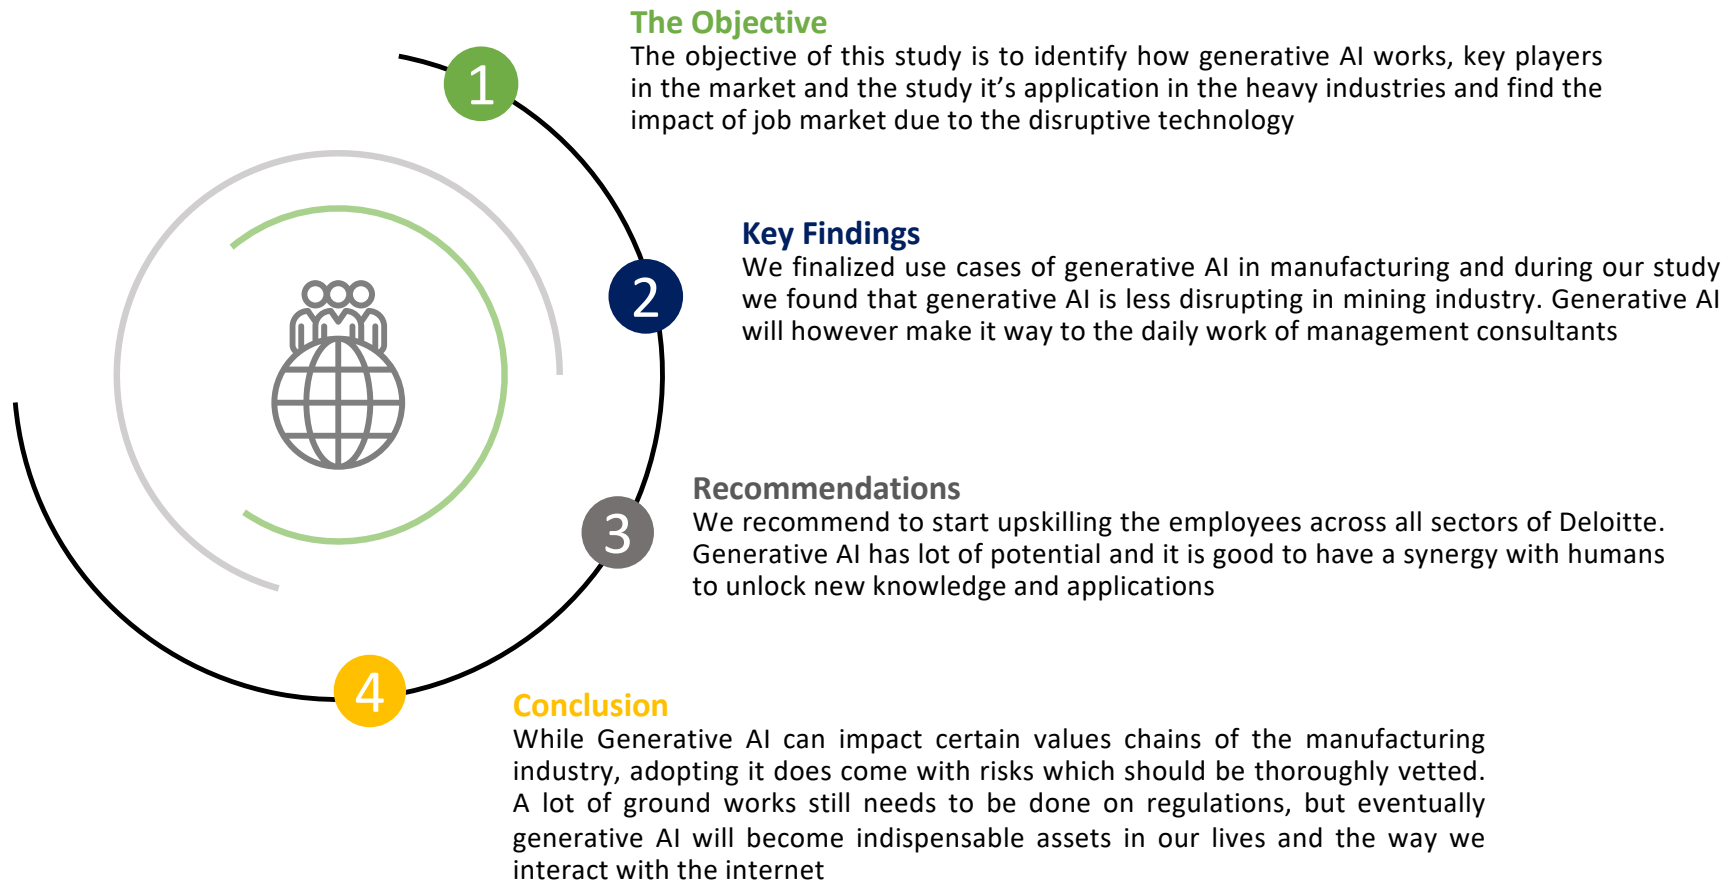 The Objective
1
The objective of this study is to identify how generative AI works, key players
in the market and the study it’s application in the heavy industries and find the
impact of job market due to the disruptive technology
Key Findings
2
We finalized use cases of generative AI in manufacturing and during our study
we found that generative AI is less disrupting in mining industry. Generative AI
will however make it way to the daily work of management consultants
Recommendations
3
We recommend to start upskilling the employees across all sectors of Deloitte.
Generative AI has lot of potential and it is good to have a synergy with humans
to unlock new knowledge and applications
4
Conclusion
While Generative AI can impact certain values chains of the manufacturing
industry, adopting it does come with risks which should be thoroughly vetted.
A lot of ground works still needs to be done on regulations, but eventually
generative AI will become indispensable assets in our lives and the way we
interact with the internet